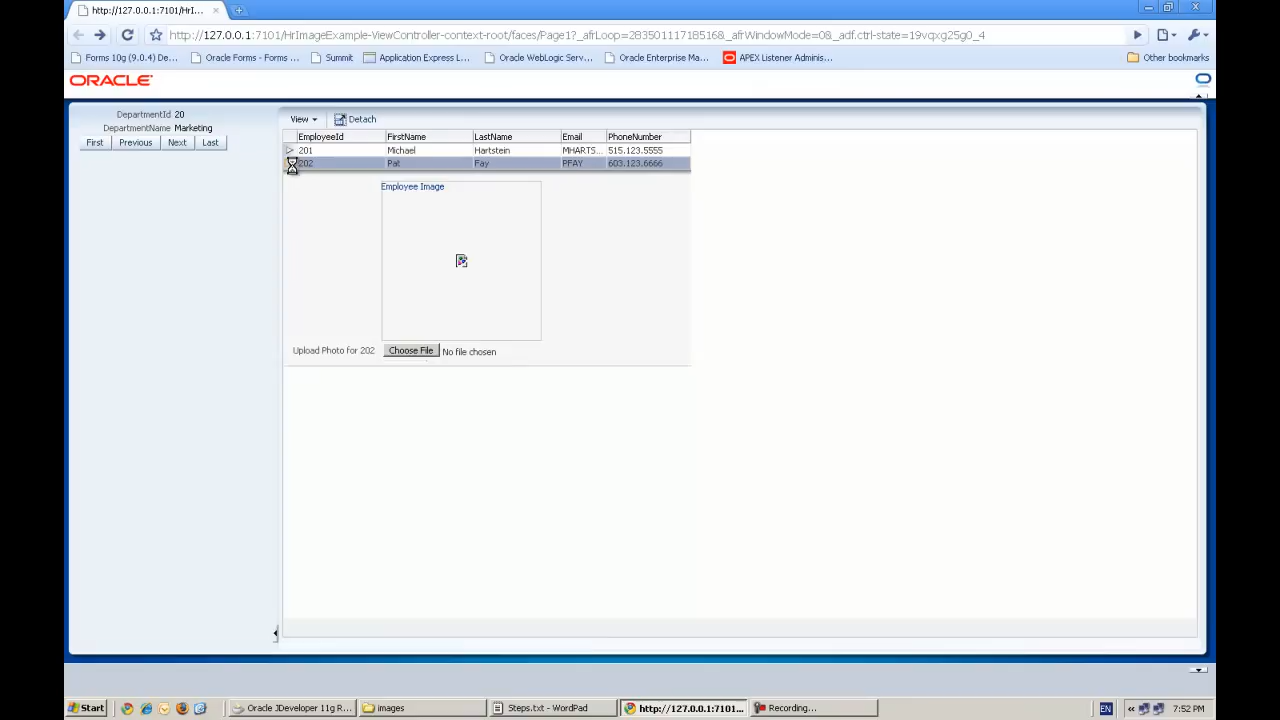 http://127.0.0.1:7101/HrI...
http://127.0.0.1:7101/HrImageExample-ViewController-context-root/faces/Page1?_afrLoop=283501117718516&_afrWindowMode=0&_adf.ctrl-state=19vqxg25g0_4
Forms 10g (9.0.4) De... Oracle Forms - Forms ... Summit Application Express L... Oracle WebLogic Serv... Oracle Enterprise Ma... APEX Listener Adminis... Other bookmarks
ORACLE
DepartmentId 20
DepartmentName Marketing
First Previous Next Last
View Detach
EmployeeId FirstName LastName Email PhoneNumber
201 Michael Hartstein MHARTS... 515.123.5555
202 Pat Fay PFAY 603.123.6666
Employee Image
Upload Photo for 202 Choose File No file chosen
Start Oracle JDeveloper 11g R... images Steps.txt - WordPad http://127.0.0.1:7101... Recording... EN « 7:52 PM